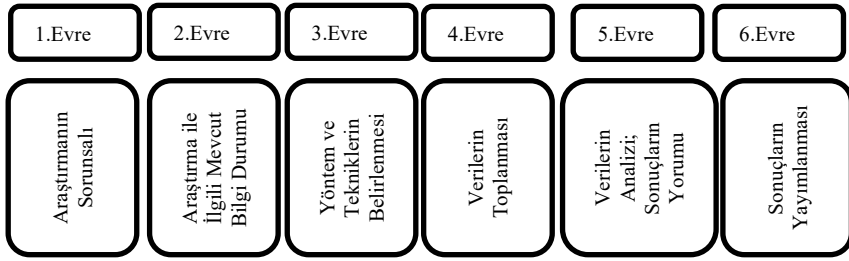 1.Evre
2.Evre
3.Evre
4.Evre
5.Evre
6.Evre
Araştırmanın
Sorunsalı
Araştırma ile
İlgili Mevcut
Bilgi Durumu
Yöntem ve
Tekniklerin
Belirlenmesi
Verilerin
Toplanması
Verilerin
Analizi;
Sonuçların
Yorumu
Sonuçların
Yayımlanması